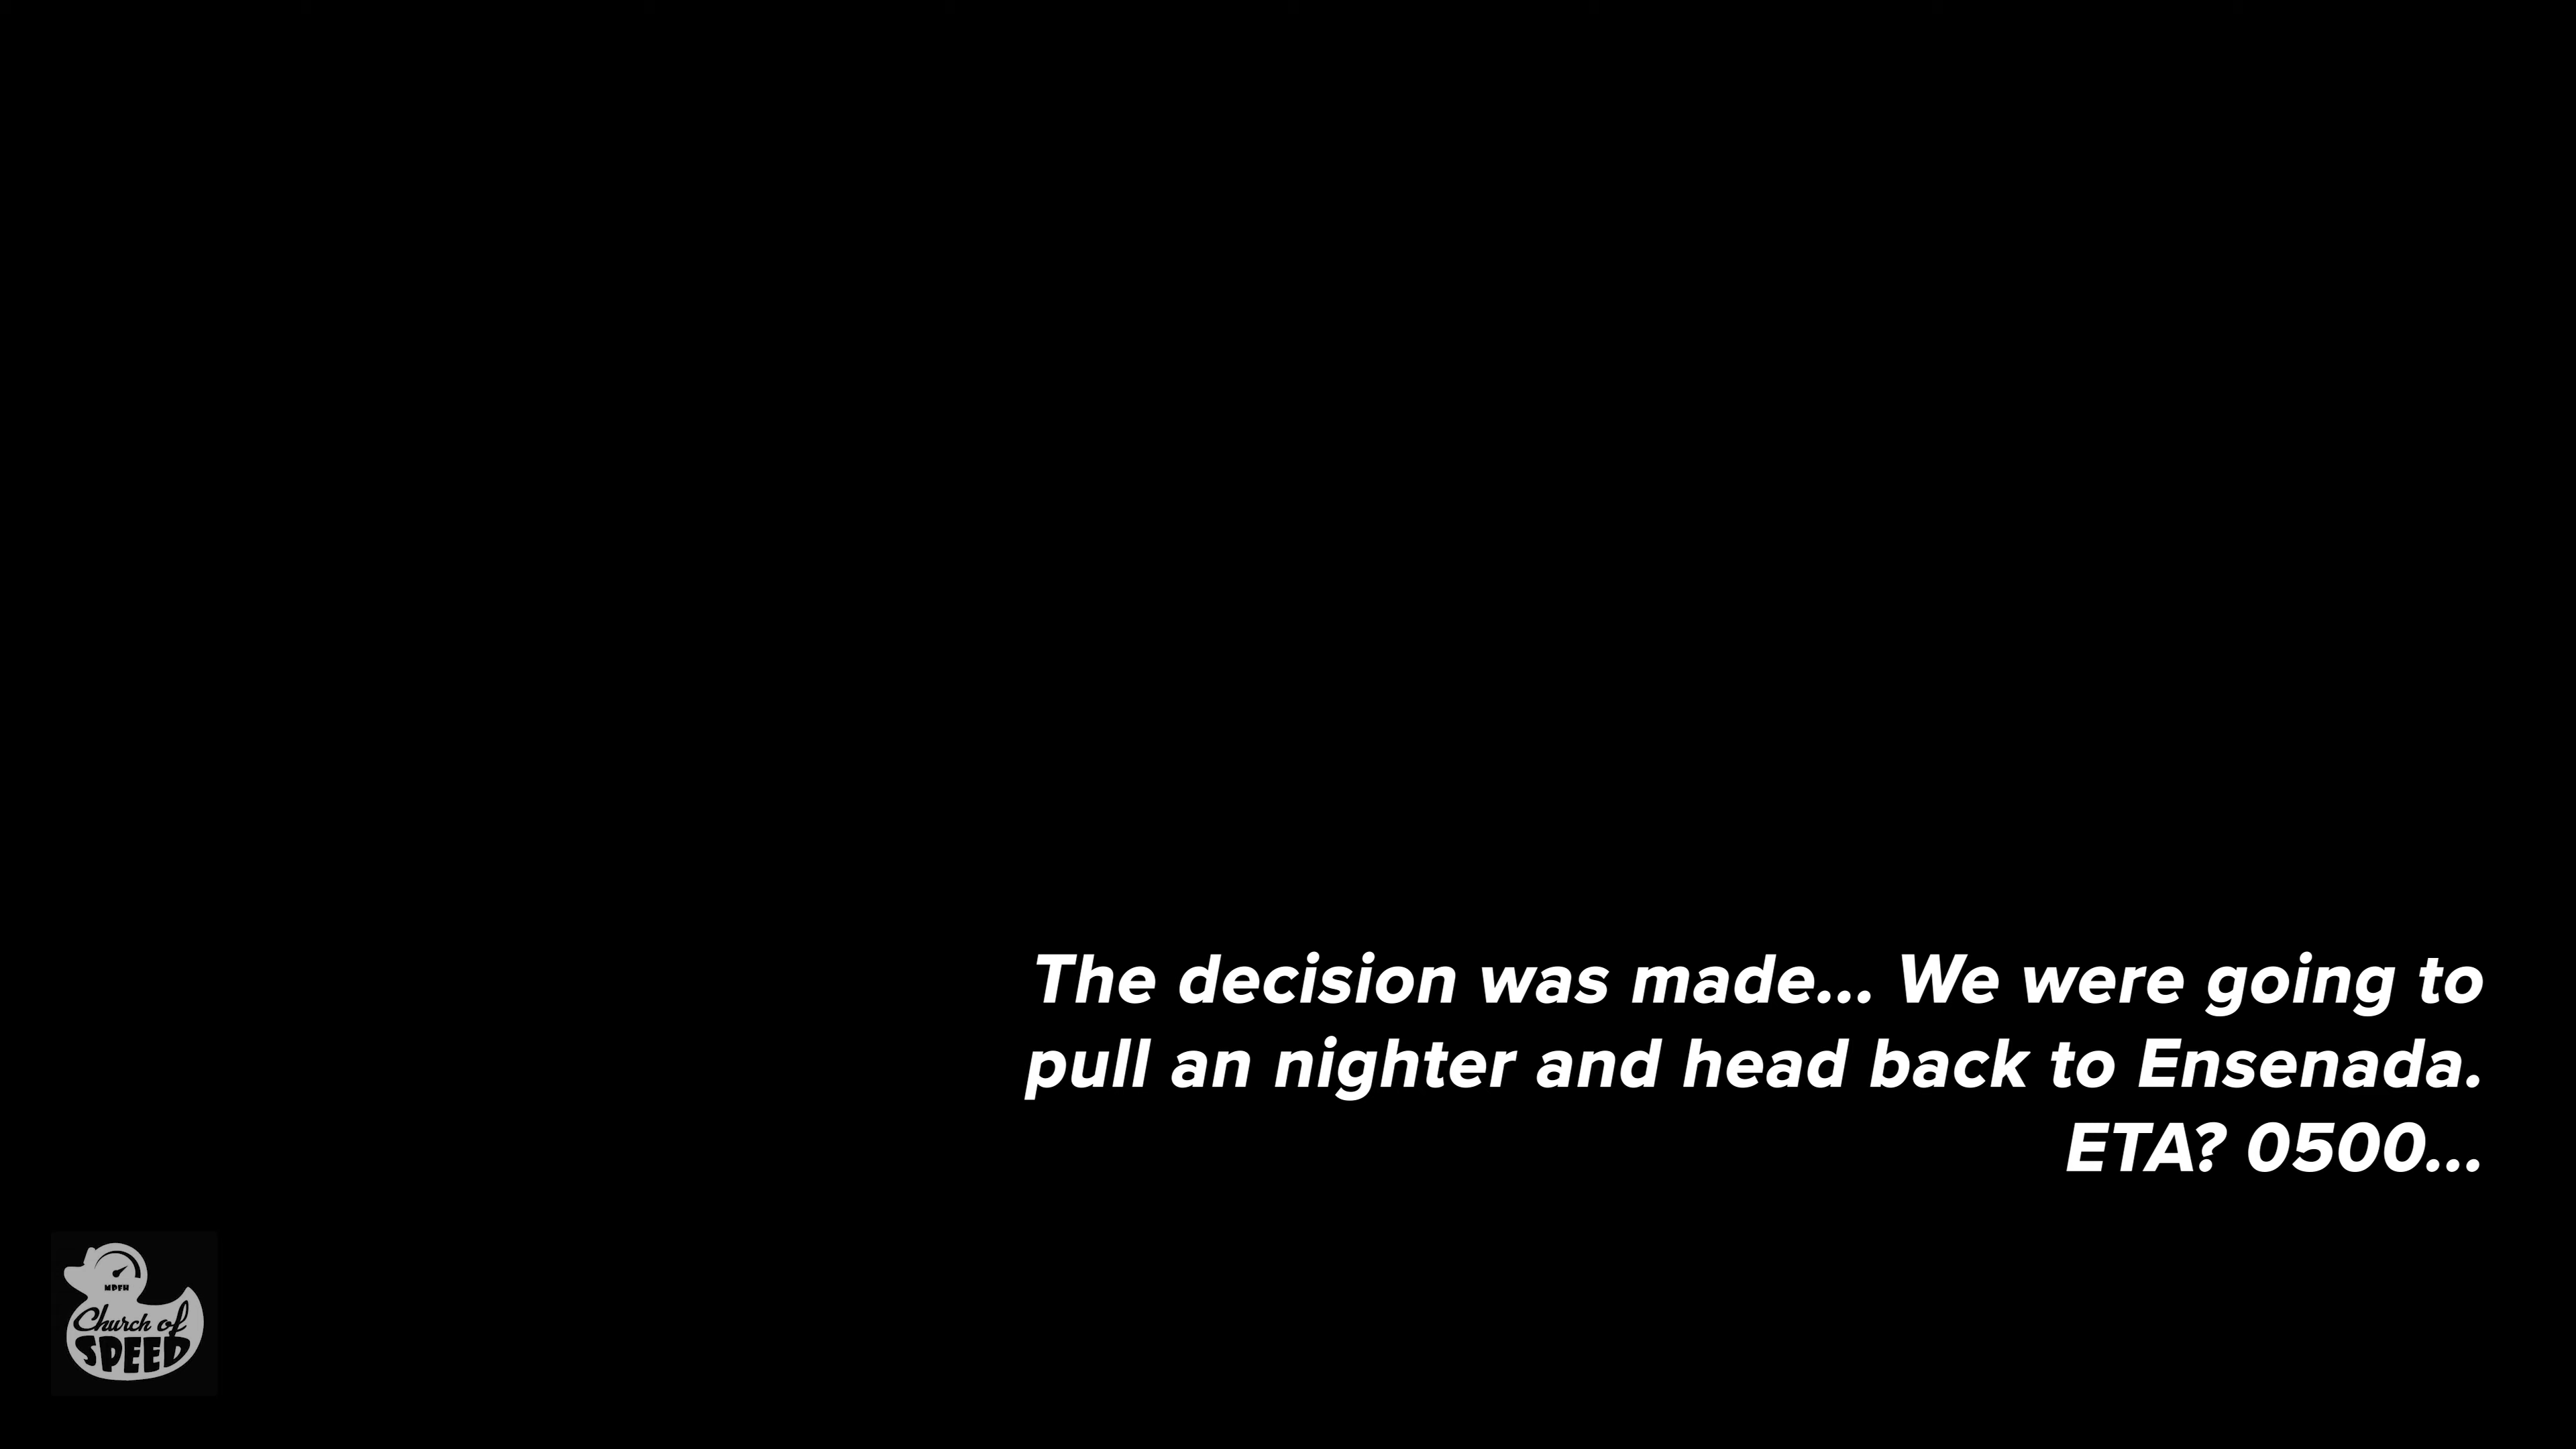 The decision was made... We were going to
pull an nighter and head back to Ensenada.
ETA? 0500...
MPFH
Church of
SPEED